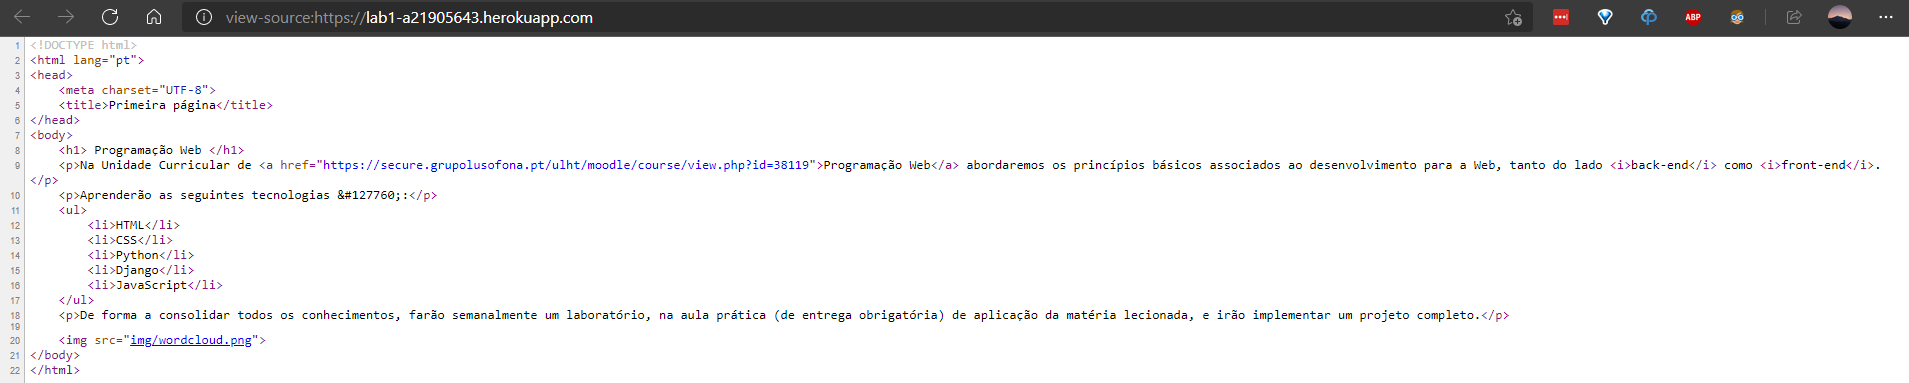 view-source:https://lab1-a21905643.herokuapp.com
ABP
1 <!DOCTYPE html>
2 <html lang="pt">
3 <head>
4     <meta charset="UTF-8">
5     <title>Primeira página</title>
6 </head>
7 <body>
8     <h1> Programação Web </h1>
9     <p>Na Unidade Curricular de <a href="https://secure.grupolusofona.pt/ulht/moodle/course/view.php?id=38119">Programação Web</a> abordaremos os princípios básicos associados ao desenvolvimento para a Web, tanto do lado <i>back-end</i> como <i>front-end</i>.
</p>
10     <p>Aprenderão as seguintes tecnologias &#127760;:</p>
11     <ul>
12         <li>HTML</li>
13         <li>CSS</li>
14         <li>Python</li>
15         <li>Django</li>
16         <li>JavaScript</li>
17     </ul>
18     <p>De forma a consolidar todos os conhecimentos, farão semanalmente um laboratório, na aula prática (de entrega obrigatória) de aplicação da matéria lecionada, e irão implementar um projeto completo.</p>
19
20     <img src="img/wordcloud.png">
21 </body>
22 </html>